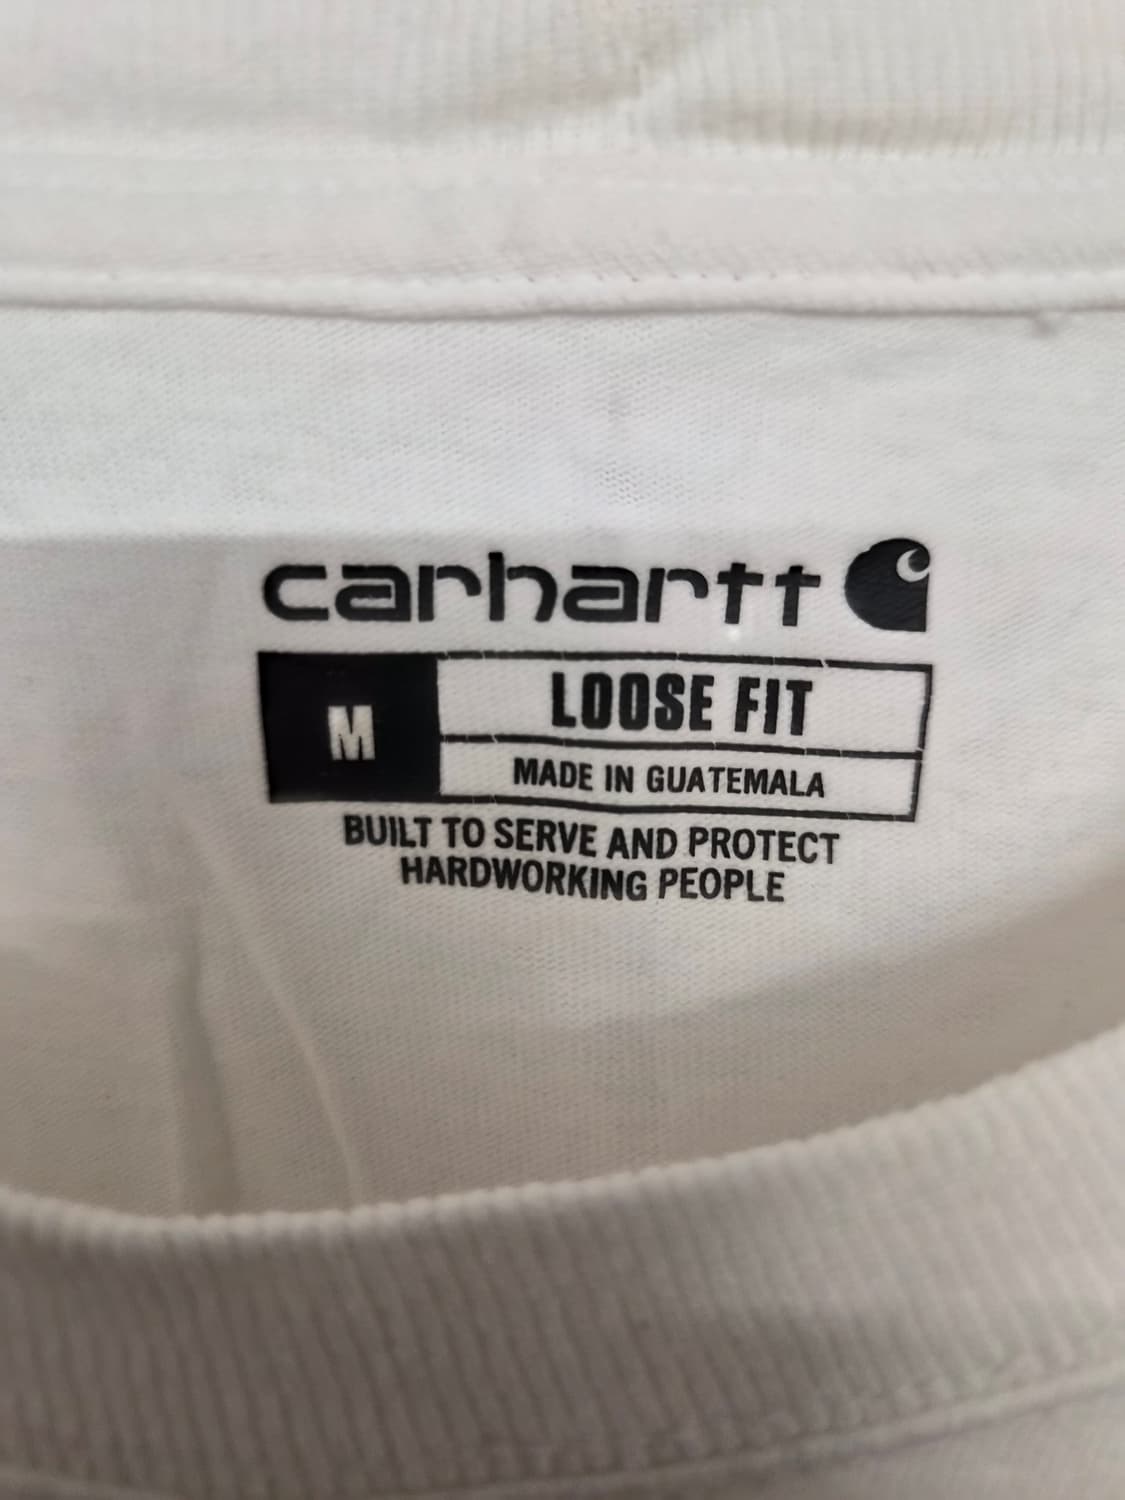 carhartt
M
LOOSE FIT
MADE IN GUATEMALA
BUILT TO SERVE AND PROTECT
HARDWORKING PEOPLE